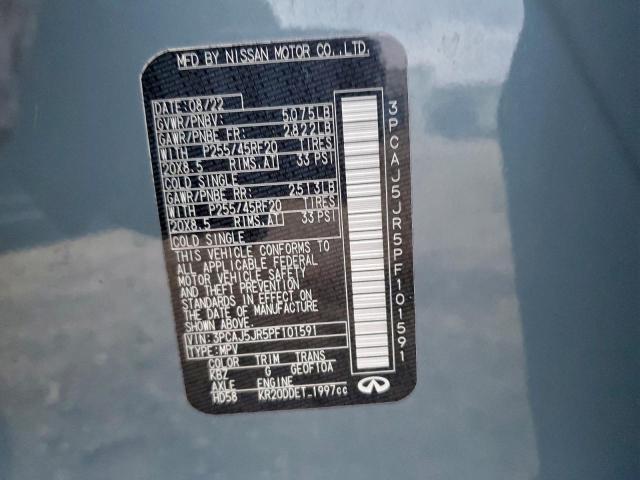 MFD BY NISSAN MOTOR CO.,LTD.
DATE: 08/22
GVWR/PNBV: 5075LB
GAWR/PNBE FR: 2822LB
WITH P255/45RF20 TIRES
20X8.5 RIMS,AT 33 PSI
COLD SINGLE
GAWR/PNBE RR: 2513LB
WITH P255/45RF20 TIRES
20X8.5 RIMS,AT 33 PSI
COLD SINGLE
THIS VEHICLE CONFORMS TO
ALL APPLICABLE FEDERAL
MOTOR VEHICLE SAFETY
AND THEFT PREVENTION
STANDARDS IN EFFECT ON
THE DATE OF MANUFACTURE
SHOWN ABOVE.
VIN: 3PCAJ5JR5PF101591
TYPE: MPV
COLOR TRIM TRANS
KBZ G GE0F10A
AXLE ENGINE
HD58 KR20DDET 1997cc
3PCAJ5JR5PF101591